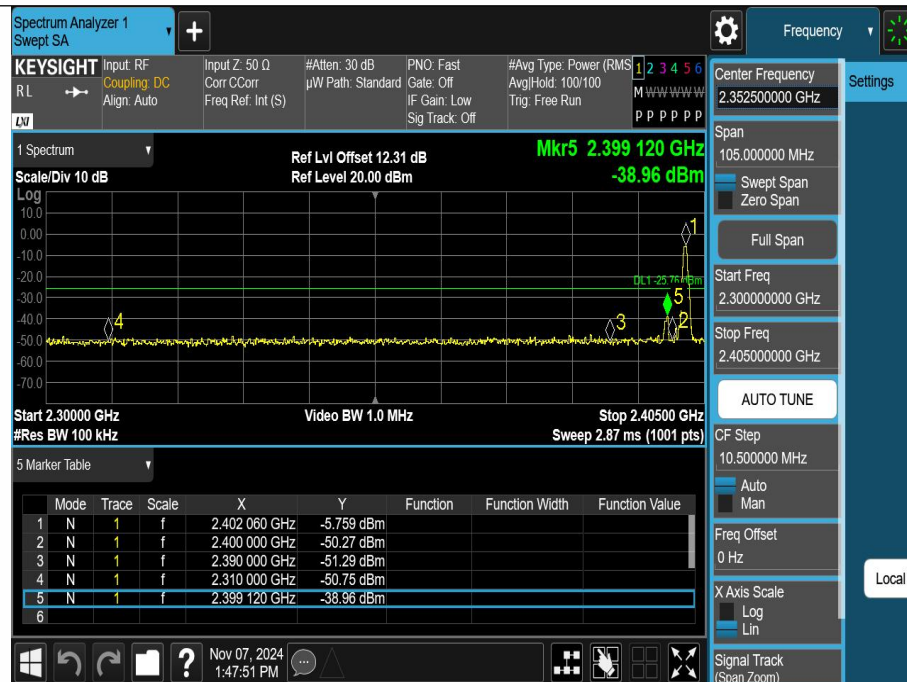 Spectrum Analyzer 1
Swept SA
+
Frequency
KEYSIGHT
RL
LXI
Input: RF
Coupling: DC
Align: Auto
Input Z: 50 Ω
Corr CCorr
Freq Ref: Int (S)
#Atten: 30 dB
µW Path: Standard
PNO: Fast
Gate: Off
IF Gain: Low
Sig Track: Off
#Avg Type: Power (RMS
Avg|Hold: 100/100
Trig: Free Run
1 2 3 4 5 6
M W W W W W
P P P P P P
Center Frequency
2.352500000 GHz
Settings
Span
105.000000 MHz
Swept Span
Zero Span
Full Span
Start Freq
2.300000000 GHz
Stop Freq
2.405000000 GHz
AUTO TUNE
CF Step
10.500000 MHz
Auto
Man
Freq Offset
0 Hz
X Axis Scale
Log
Lin
Signal Track
(Span Zoom)
Local
1 Spectrum
Scale/Div 10 dB
Ref Lvl Offset 12.31 dB
Ref Level 20.00 dBm
Mkr5 2.399 120 GHz
-38.96 dBm
Log
10.0
0.00
-10.0
-20.0
-30.0
-40.0
-50.0
-60.0
-70.0
DL1 -25.76 dBm
1
5
4
3
2
Start 2.30000 GHz
#Res BW 100 kHz
Video BW 1.0 MHz
Stop 2.40500 GHz
Sweep 2.87 ms (1001 pts)
5 Marker Table
Mode Trace Scale X Y Function Function Width Function Value
1 N 1 f 2.402 060 GHz -5.759 dBm
2 N 1 f 2.400 000 GHz -50.27 dBm
3 N 1 f 2.390 000 GHz -51.29 dBm
4 N 1 f 2.310 000 GHz -50.75 dBm
5 N 1 f 2.399 120 GHz -38.96 dBm
6
?
Nov 07, 2024
1:47:51 PM